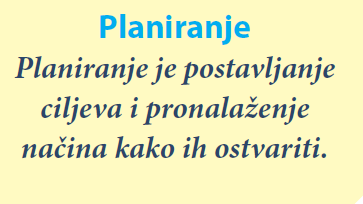 Planiranje
Planiranje je postavljanje
ciljeva i pronalaženje
načina kako ih ostvariti.